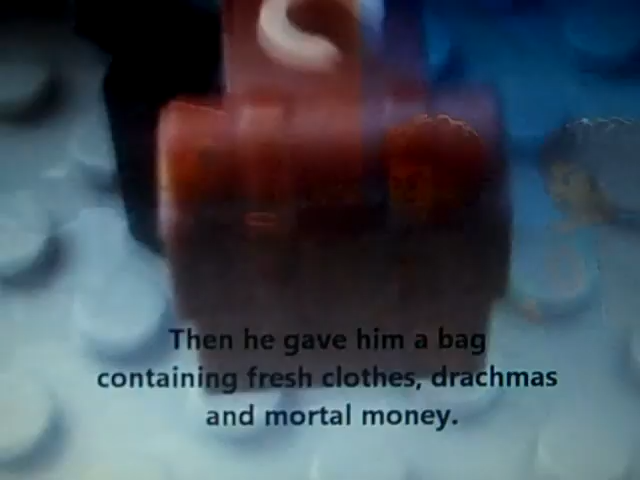 Then he gave him a bag
containing fresh clothes, drachmas
and mortal money.